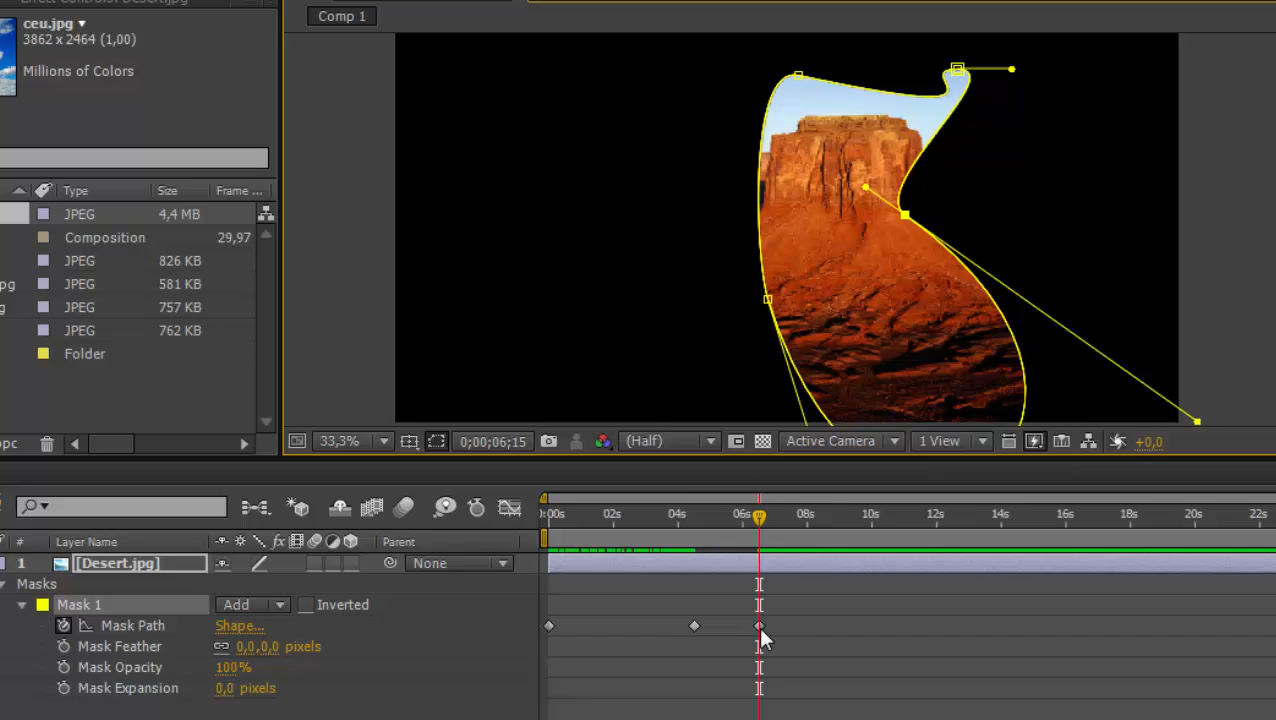 Comp 1
ceu.jpg
3862 x 2464 (1,00)
Millions of Colors
Type Size Frame ...
JPEG 4,4 MB
Composition 29,97
JPEG 826 KB
pg JPEG 581 KB
g JPEG 757 KB
JPEG 762 KB
Folder
opc
33,3% 0;00;06;15 (Half) Active Camera 1 View +0,0
0:00s 02s 04s 06s 08s 10s 12s 14s 16s 18s 20s 22s
# Layer Name fx Parent
1 [Desert.jpg] None
Masks
Mask 1 Add Inverted
Mask Path Shape...
Mask Feather 0,0,0,0 pixels
Mask Opacity 100%
Mask Expansion 0,0 pixels